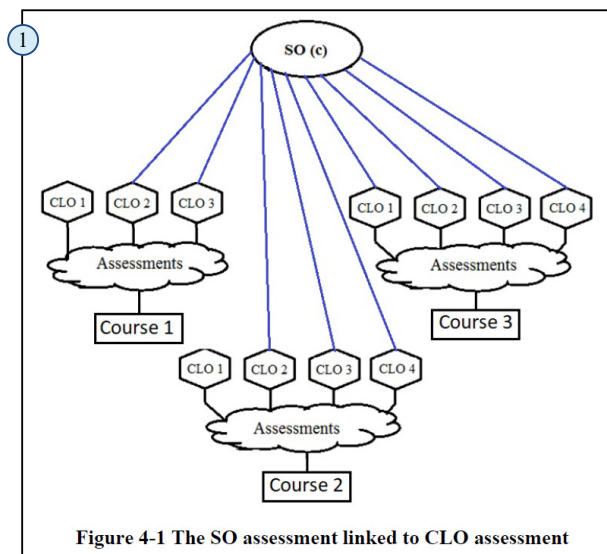 1
SO (c)
CLO 1 CLO 2 CLO 3
CLO 1 CLO 2 CLO 3 CLO 4
Assessments
Assessments
Course 1
Course 3
CLO 1 CLO 2 CLO 3 CLO 4
Assessments
Course 2
Figure 4-1 The SO assessment linked to CLO assessment